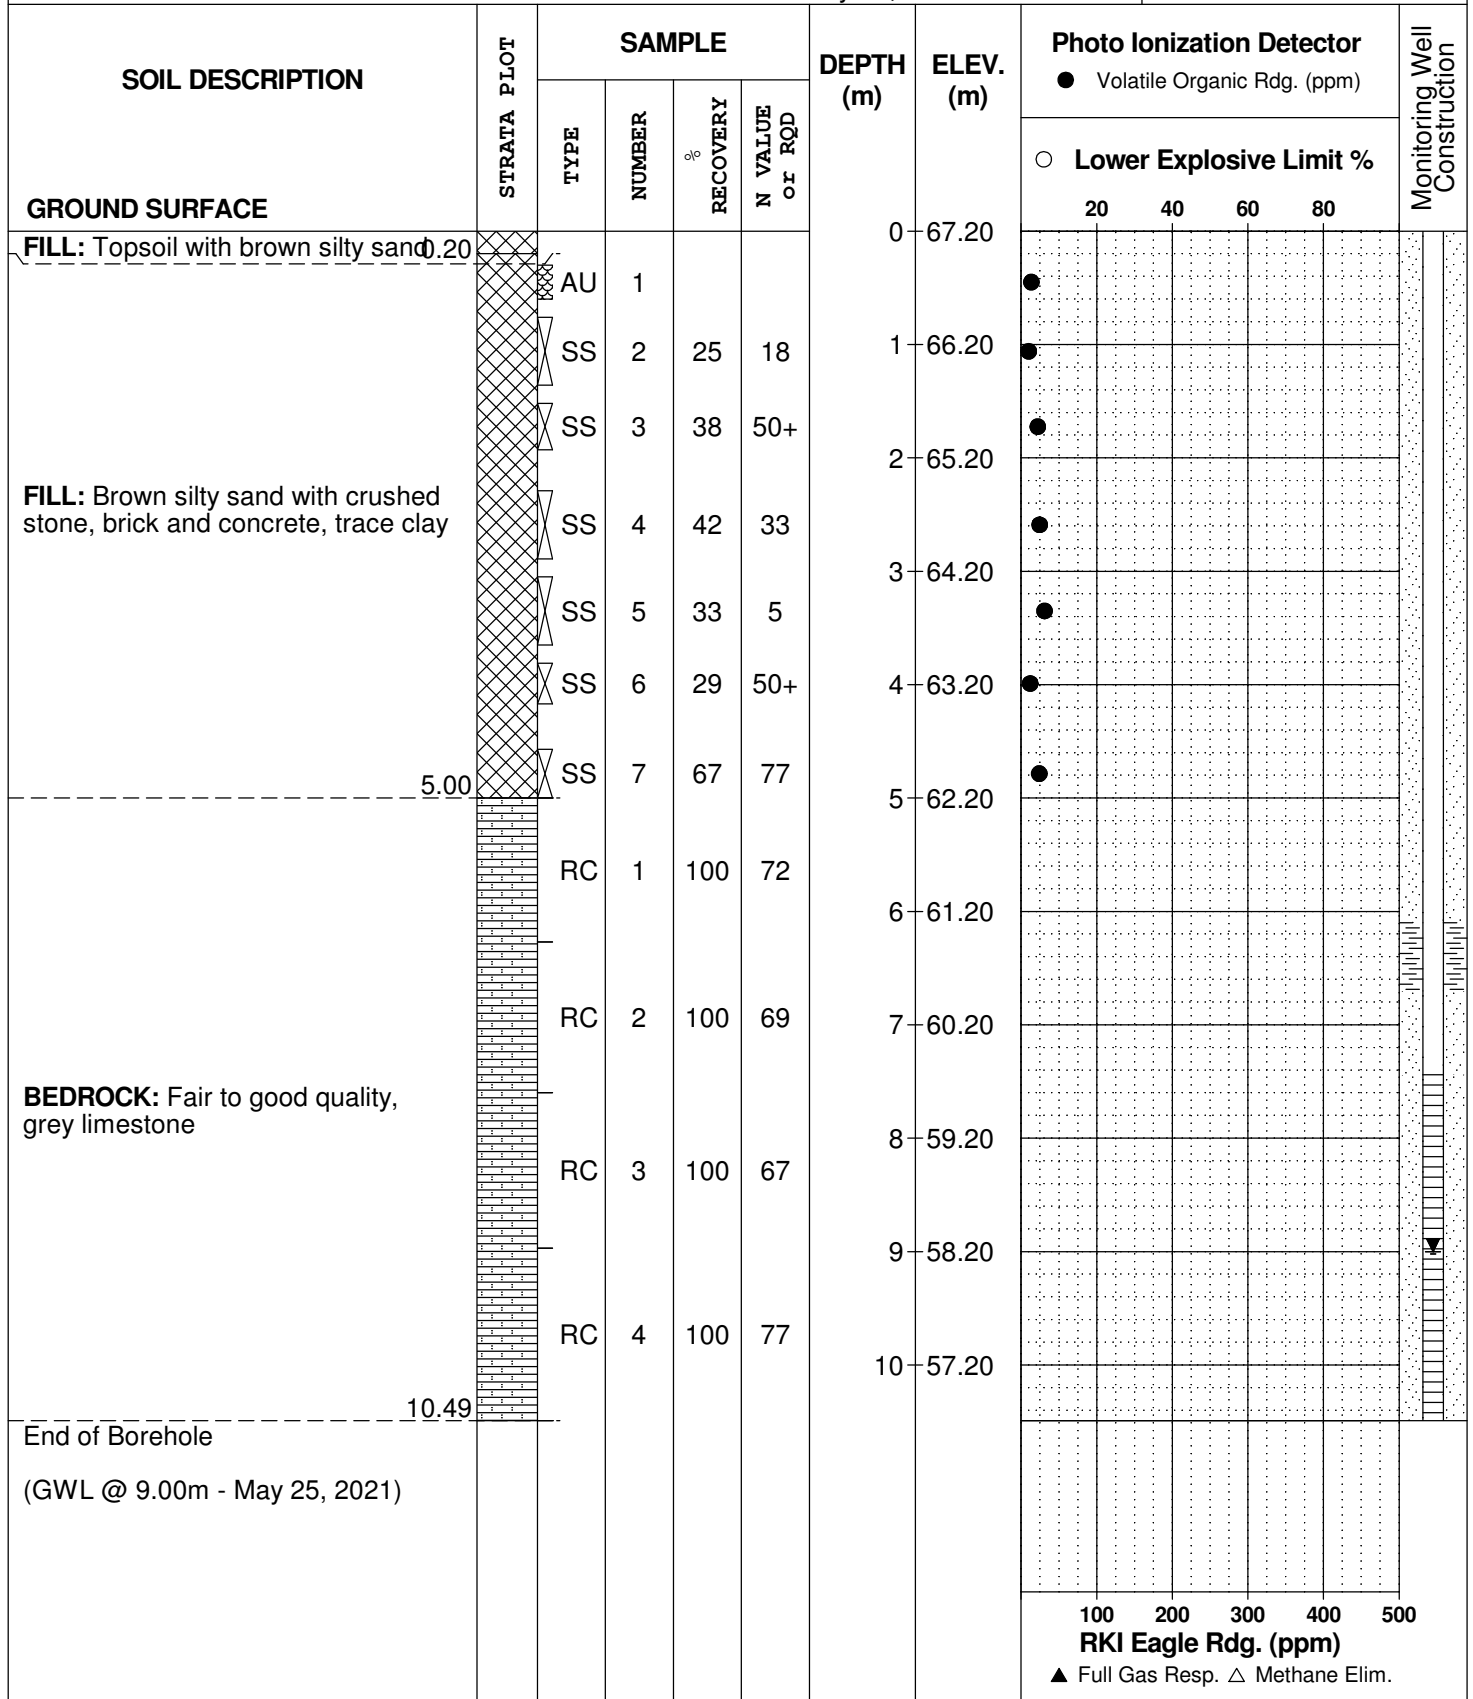 SOIL DESCRIPTION
GROUND SURFACE
STRATA PLOT
SAMPLE
TYPE
NUMBER
%
RECOVERY
N VALUE
or RQD
DEPTH
(m)
ELEV.
(m)
Photo Ionization Detector
● Volatile Organic Rdg. (ppm)
○ Lower Explosive Limit %
20 40 60 80
Monitoring Well
Construction
0 67.20
FILL: Topsoil with brown silty sand 0.20
AU 1
SS 2 25 18
1 66.20
SS 3 38 50+
2 65.20
FILL: Brown silty sand with crushed
stone, brick and concrete, trace clay
SS 4 42 33
3 64.20
SS 5 33 5
SS 6 29 50+
4 63.20
SS 7 67 77
5.00
5 62.20
RC 1 100 72
6 61.20
RC 2 100 69
7 60.20
BEDROCK: Fair to good quality,
grey limestone
8 59.20
RC 3 100 67
9 58.20
RC 4 100 77
10 57.20
10.49
End of Borehole
(GWL @ 9.00m - May 25, 2021)
100 200 300 400 500
RKI Eagle Rdg. (ppm)
▲ Full Gas Resp. △ Methane Elim.